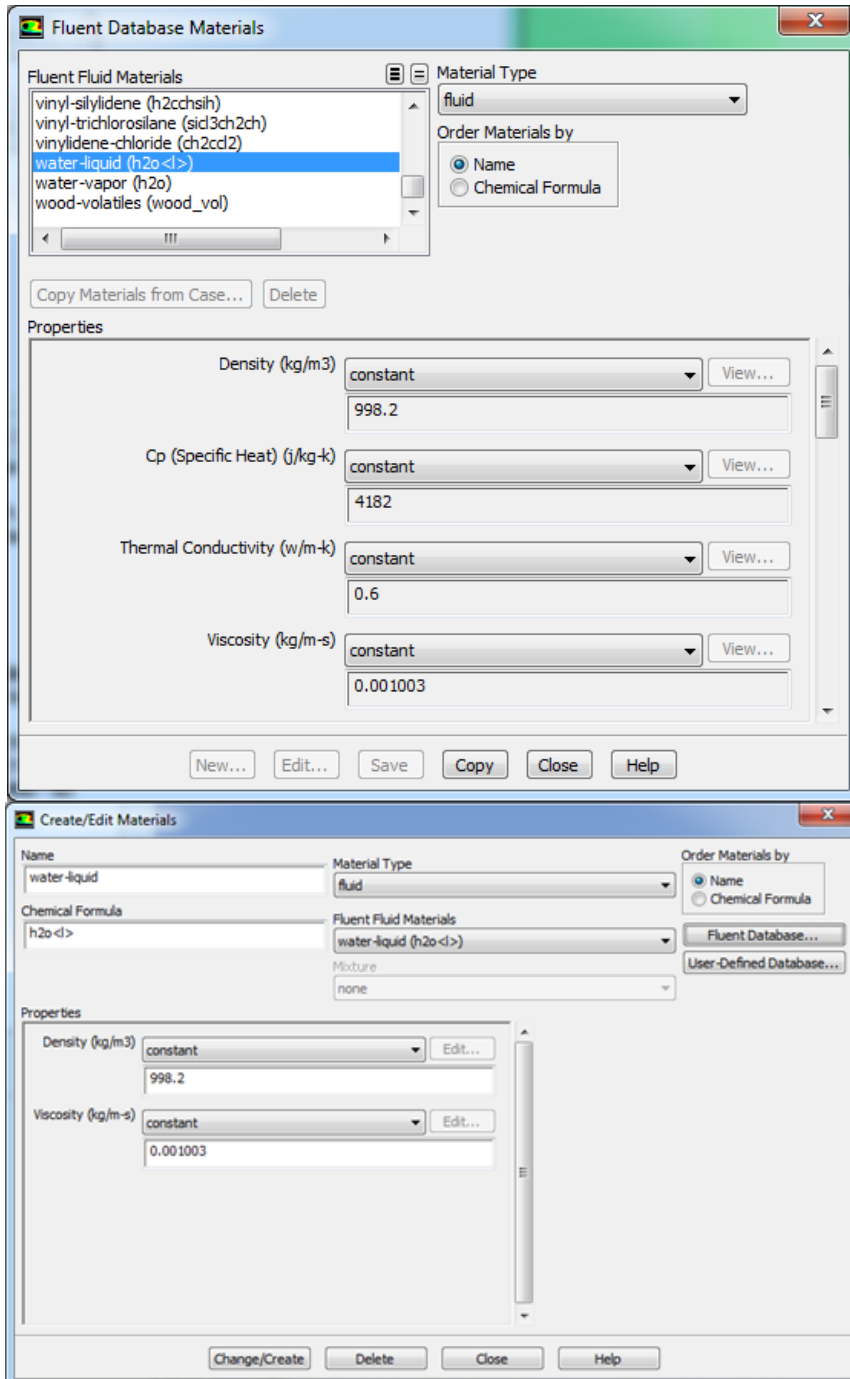 Fluent Database Materials
Fluent Fluid Materials
Material Type
vinyl-silylidene (h2cchsih)
vinyl-trichlorosilane (sicl3ch2ch)
vinylidene-chloride (ch2ccl2)
water-liquid (h2o<l>)
water-vapor (h2o)
wood-volatiles (wood_vol)
fluid
Order Materials by
Name
Chemical Formula
Copy Materials from Case...
Delete
Properties
Density (kg/m3)
constant
View...
998.2
Cp (Specific Heat) (j/kg-k)
constant
View...
4182
Thermal Conductivity (w/m-k)
constant
View...
0.6
Viscosity (kg/m-s)
constant
View...
0.001003
New...
Edit...
Save
Copy
Close
Help
Create/Edit Materials
Name
water-liquid
Material Type
fluid
Order Materials by
Name
Chemical Formula
Chemical Formula
h2o<l>
Fluent Fluid Materials
water-liquid (h2o<l>)
Fluent Database...
User-Defined Database...
Mixture
none
Properties
Density (kg/m3)
constant
Edit...
998.2
Viscosity (kg/m-s)
constant
Edit...
0.001003
Change/Create
Delete
Close
Help